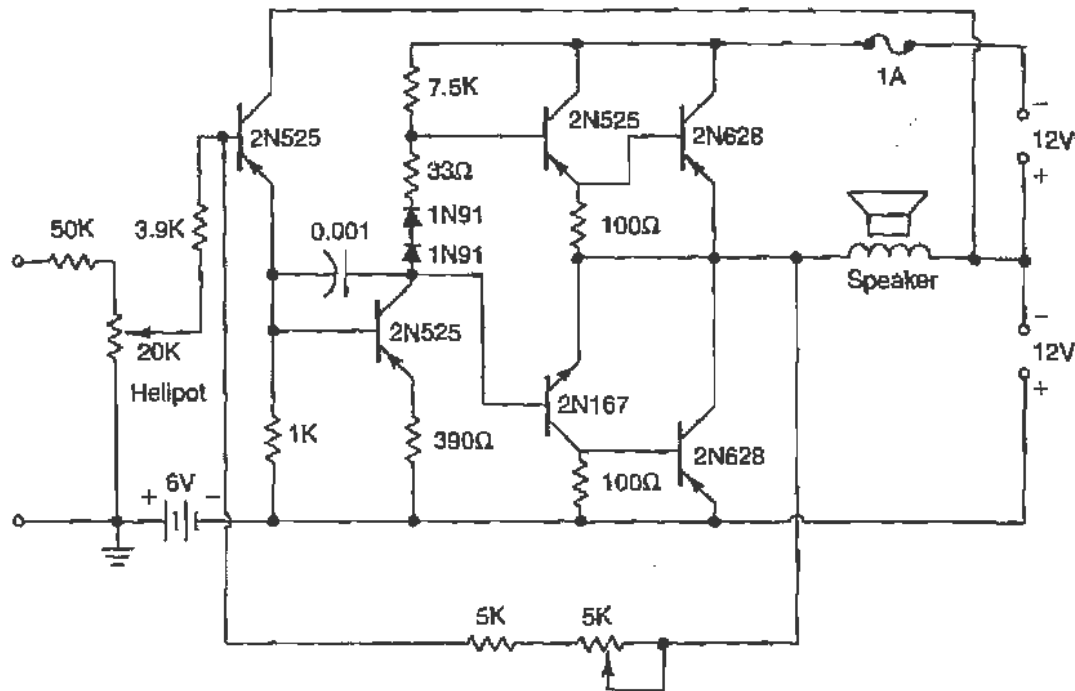 1A
7.5K
2N525
2N525
2N628
12V
33Ω
50K
3.9K
1N91
100Ω
0.001
1N91
Speaker
20K
2N525
12V
Helipot
2N167
1K
390Ω
2N628
6V
100Ω
5K
5K